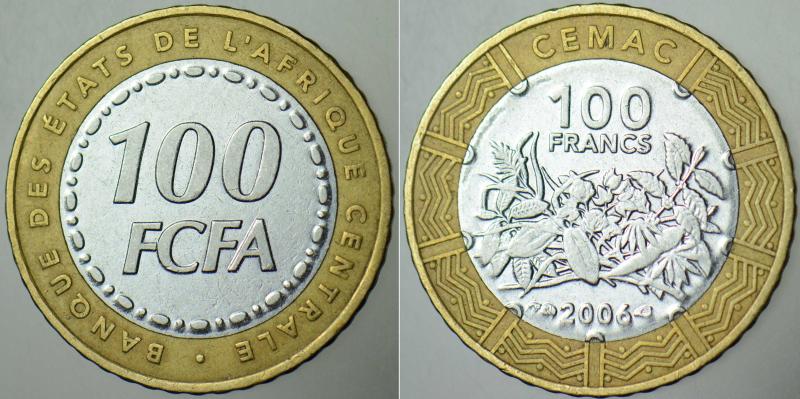 BANQUE DES ÉTATS DE L'AFRIQUE CENTRALE •
100
FCFA
CEMAC
100
FRANCS
2006